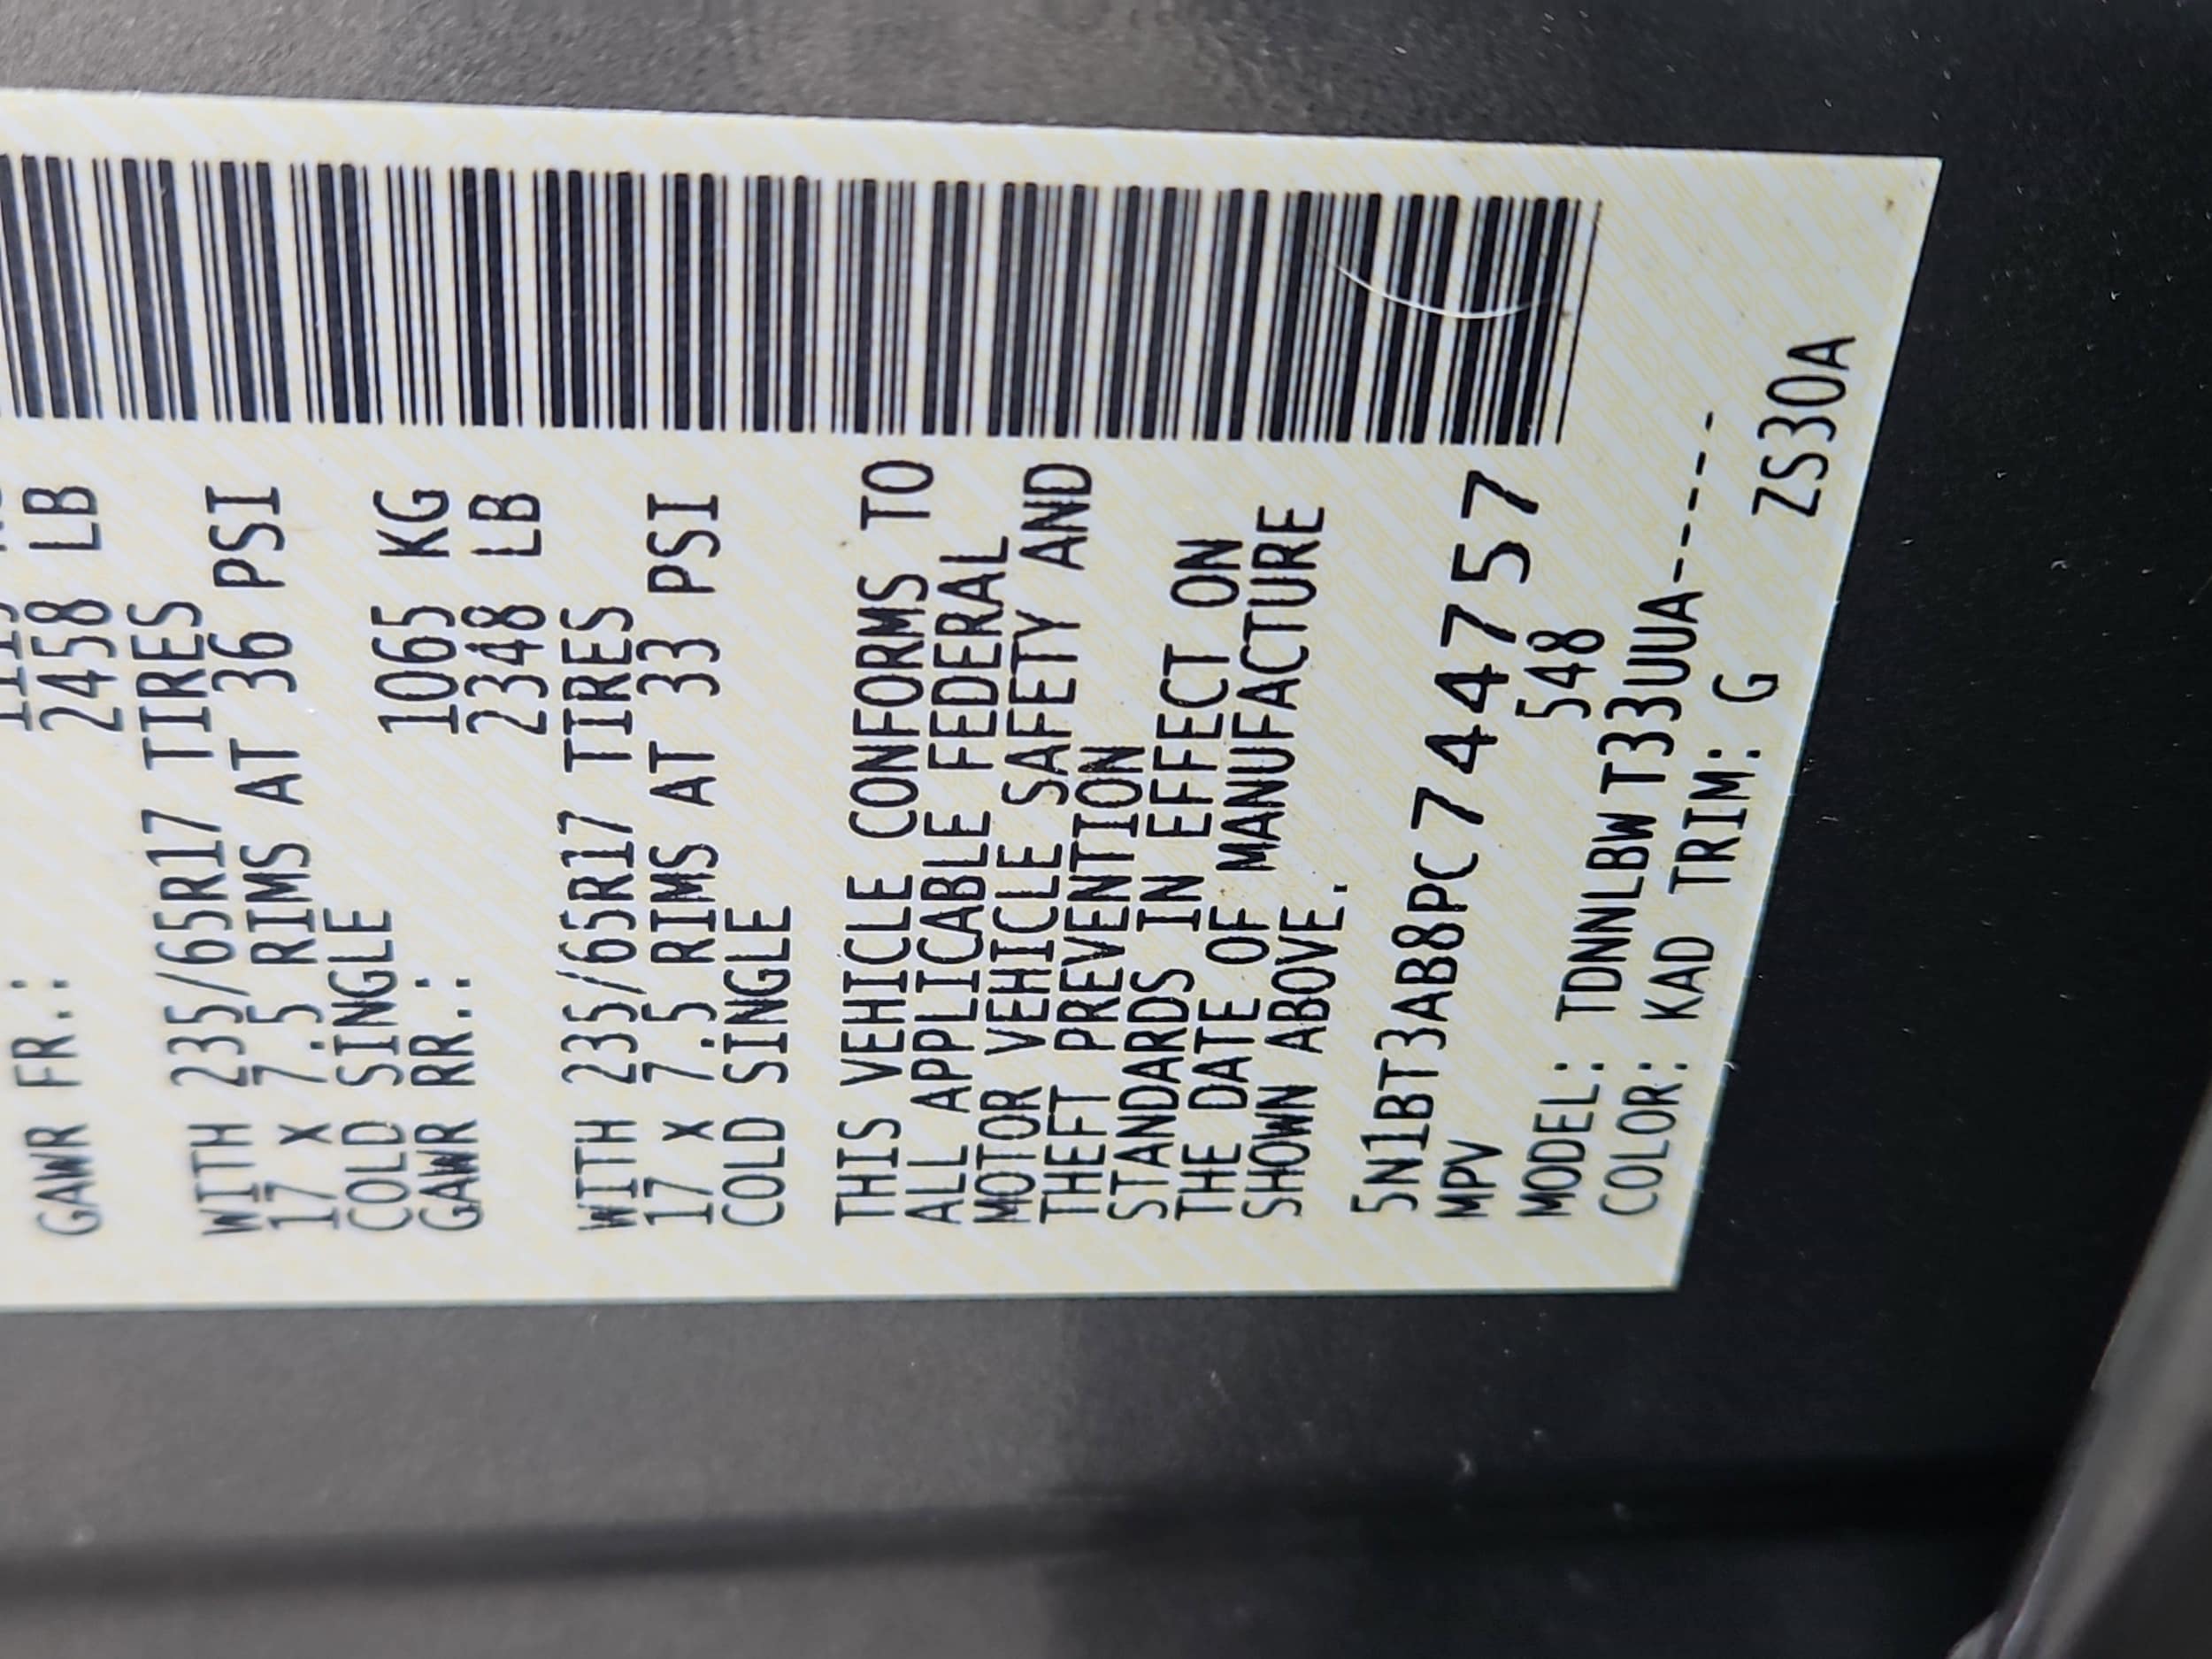 GAWR FR.:
2458 LB
WITH 235/65R17 TIRES
17 x 7.5 RIMS AT 36 PSI
COLD SINGLE
GAWR RR.: 1065 KG
2348 LB
WITH 235/65R17 TIRES
17 x 7.5 RIMS AT 33 PSI
COLD SINGLE
THIS VEHICLE CONFORMS TO
ALL APPLICABLE FEDERAL
MOTOR VEHICLE SAFETY AND
THEFT PREVENTION
STANDARDS IN EFFECT ON
THE DATE OF MANUFACTURE
SHOWN ABOVE.
5N1BT3AB8PC744757
MPV 548
MODEL: TDNNLBW T33UUA-----
COLOR: KAD TRIM: G
ZS30A